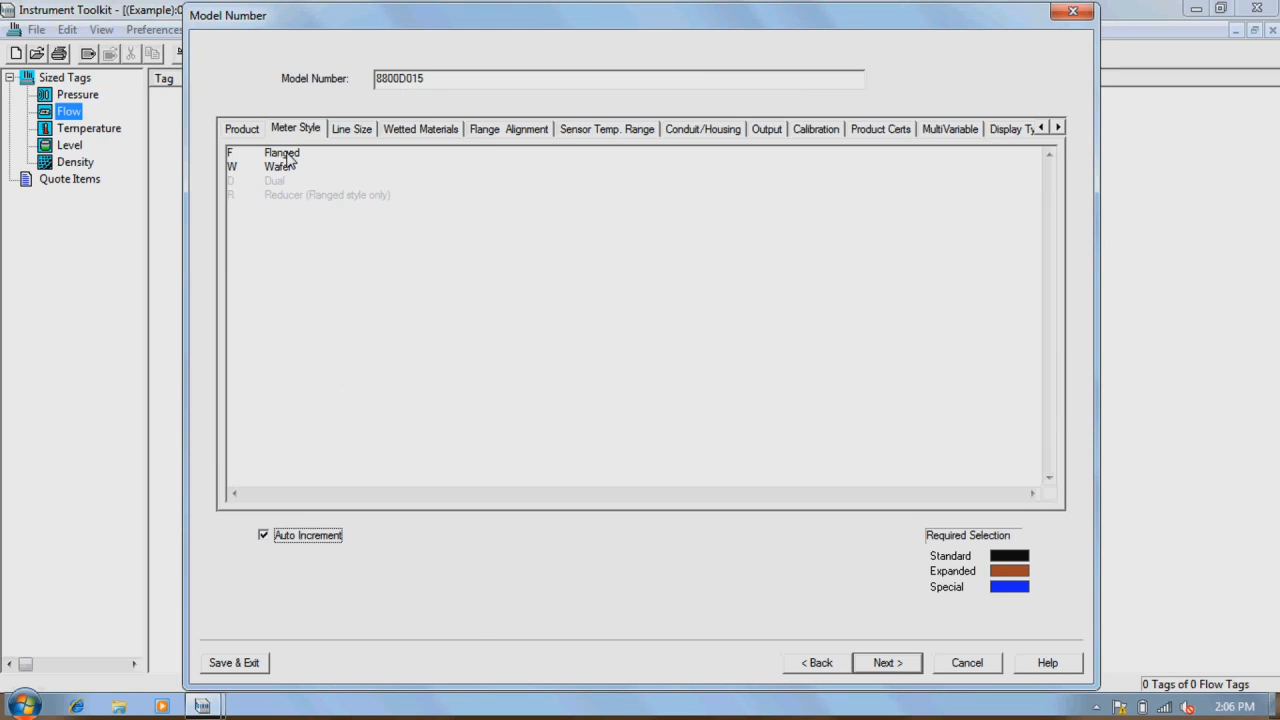 Instrument Toolkit - [(Example):0
Model Number
File Edit View Preferences
Model Number: 8800D015
Sized Tags
Tag
Pressure
Flow
Temperature
Level
Density
Quote Items
Product Meter Style Line Size Wetted Materials Flange Alignment Sensor Temp. Range Conduit/Housing Output Calibration Product Certs MultiVariable Display Ty
F Flanged
W Wafer
D Dual
R Reducer (Flanged style only)
Auto Increment
Required Selection
Standard
Expanded
Special
Save & Exit
< Back
Next >
Cancel
Help
0 Tags of 0 Flow Tags
2:06 PM